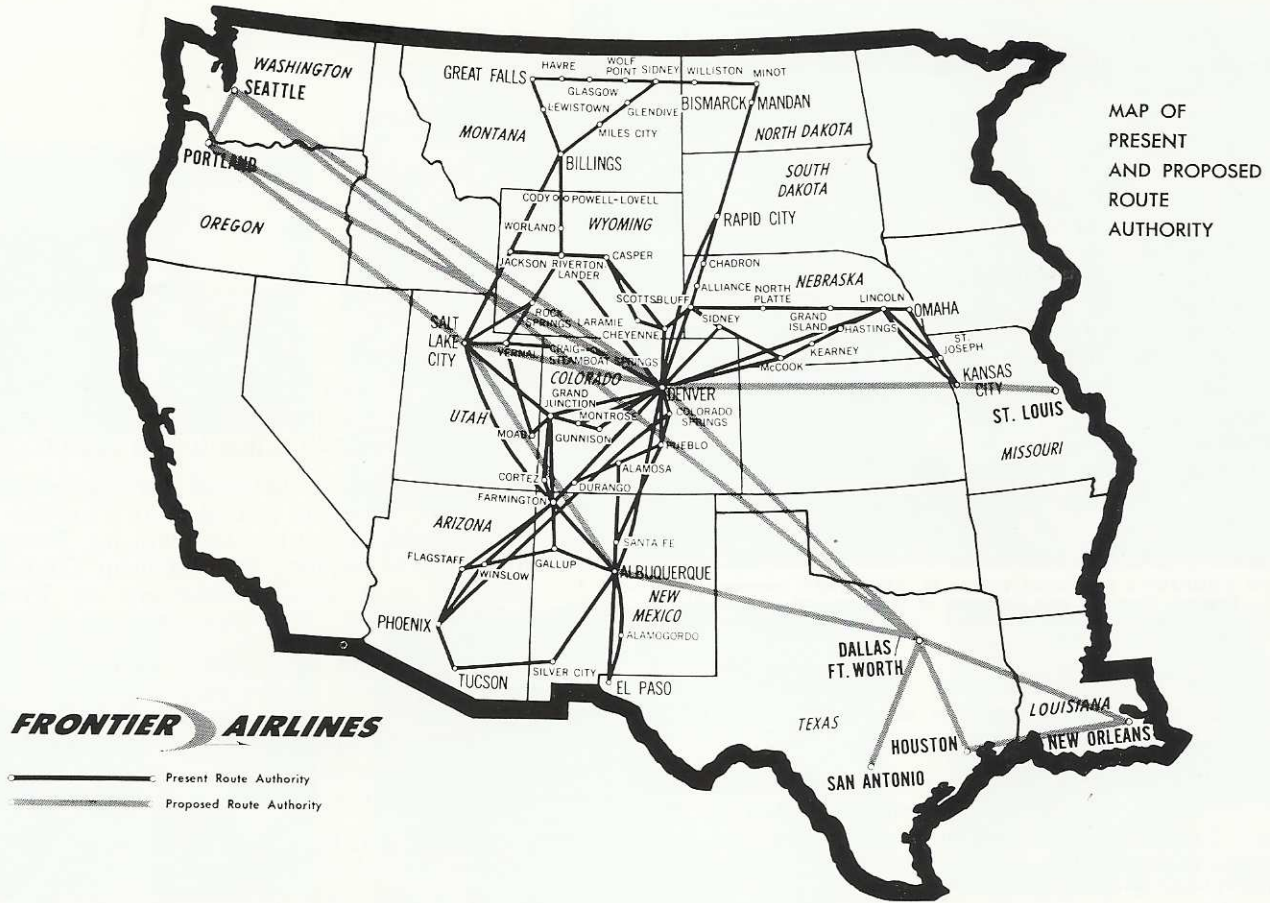 MAP OF
PRESENT
AND PROPOSED
ROUTE
AUTHORITY
WASHINGTON
SEATTLE
PORTLAND
OREGON
GREAT FALLS
HAVRE
WOLF
POINT
SIDNEY
WILLISTON
MINOT
GLASGOW
LEWISTOWN
GLENDIVE
BISMARCK
MANDAN
MILES CITY
MONTANA
NORTH DAKOTA
BILLINGS
SOUTH
DAKOTA
CODY
POWELL-LOVELL
WORLAND
WYOMING
RAPID CITY
JACKSON
RIVERTON
LANDER
CASPER
CHADRON
NEBRASKA
ALLIANCE
NORTH
PLATTE
SCOTTSBLUFF
SIDNEY
GRAND
ISLAND
LINCOLN
OMAHA
HASTINGS
KEARNEY
ST.
JOSEPH
McCOOK
KANSAS
CITY
ST. LOUIS
MISSOURI
SALT
LAKE
CITY
ROCK
SPRINGS
LARAMIE
CHEYENNE
VERNAL
CRAIG-
STEAMBOAT SPRINGS
COLORADO
DENVER
GRAND
JUNCTION
MONTROSE
COLORADO
SPRINGS
UTAH
MOAB
GUNNISON
PUEBLO
ALAMOSA
CORTEZ
DURANGO
FARMINGTON
ARIZONA
SANTA FE
FLAGSTAFF
WINSLOW
GALLUP
ALBUQUERQUE
NEW
MEXICO
PHOENIX
ALAMOGORDO
TUCSON
SILVER CITY
EL PASO
DALLAS
FT. WORTH
TEXAS
LOUISIANA
HOUSTON
NEW ORLEANS
SAN ANTONIO
FRONTIER AIRLINES
Present Route Authority
Proposed Route Authority